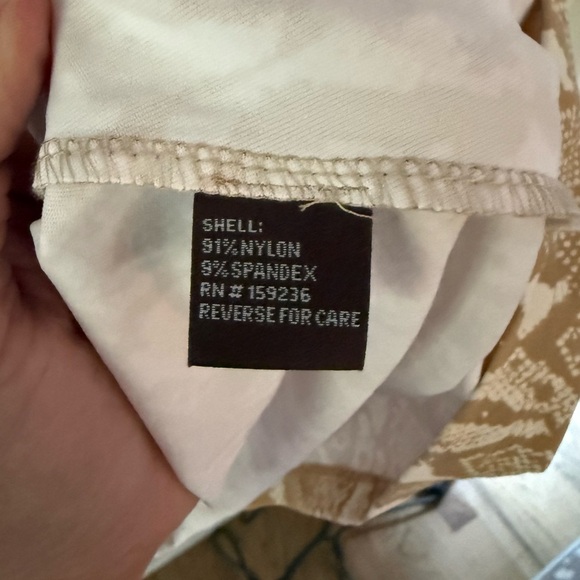 SHELL:
91% NYLON
9% SPANDEX
RN # 159236
REVERSE FOR CARE